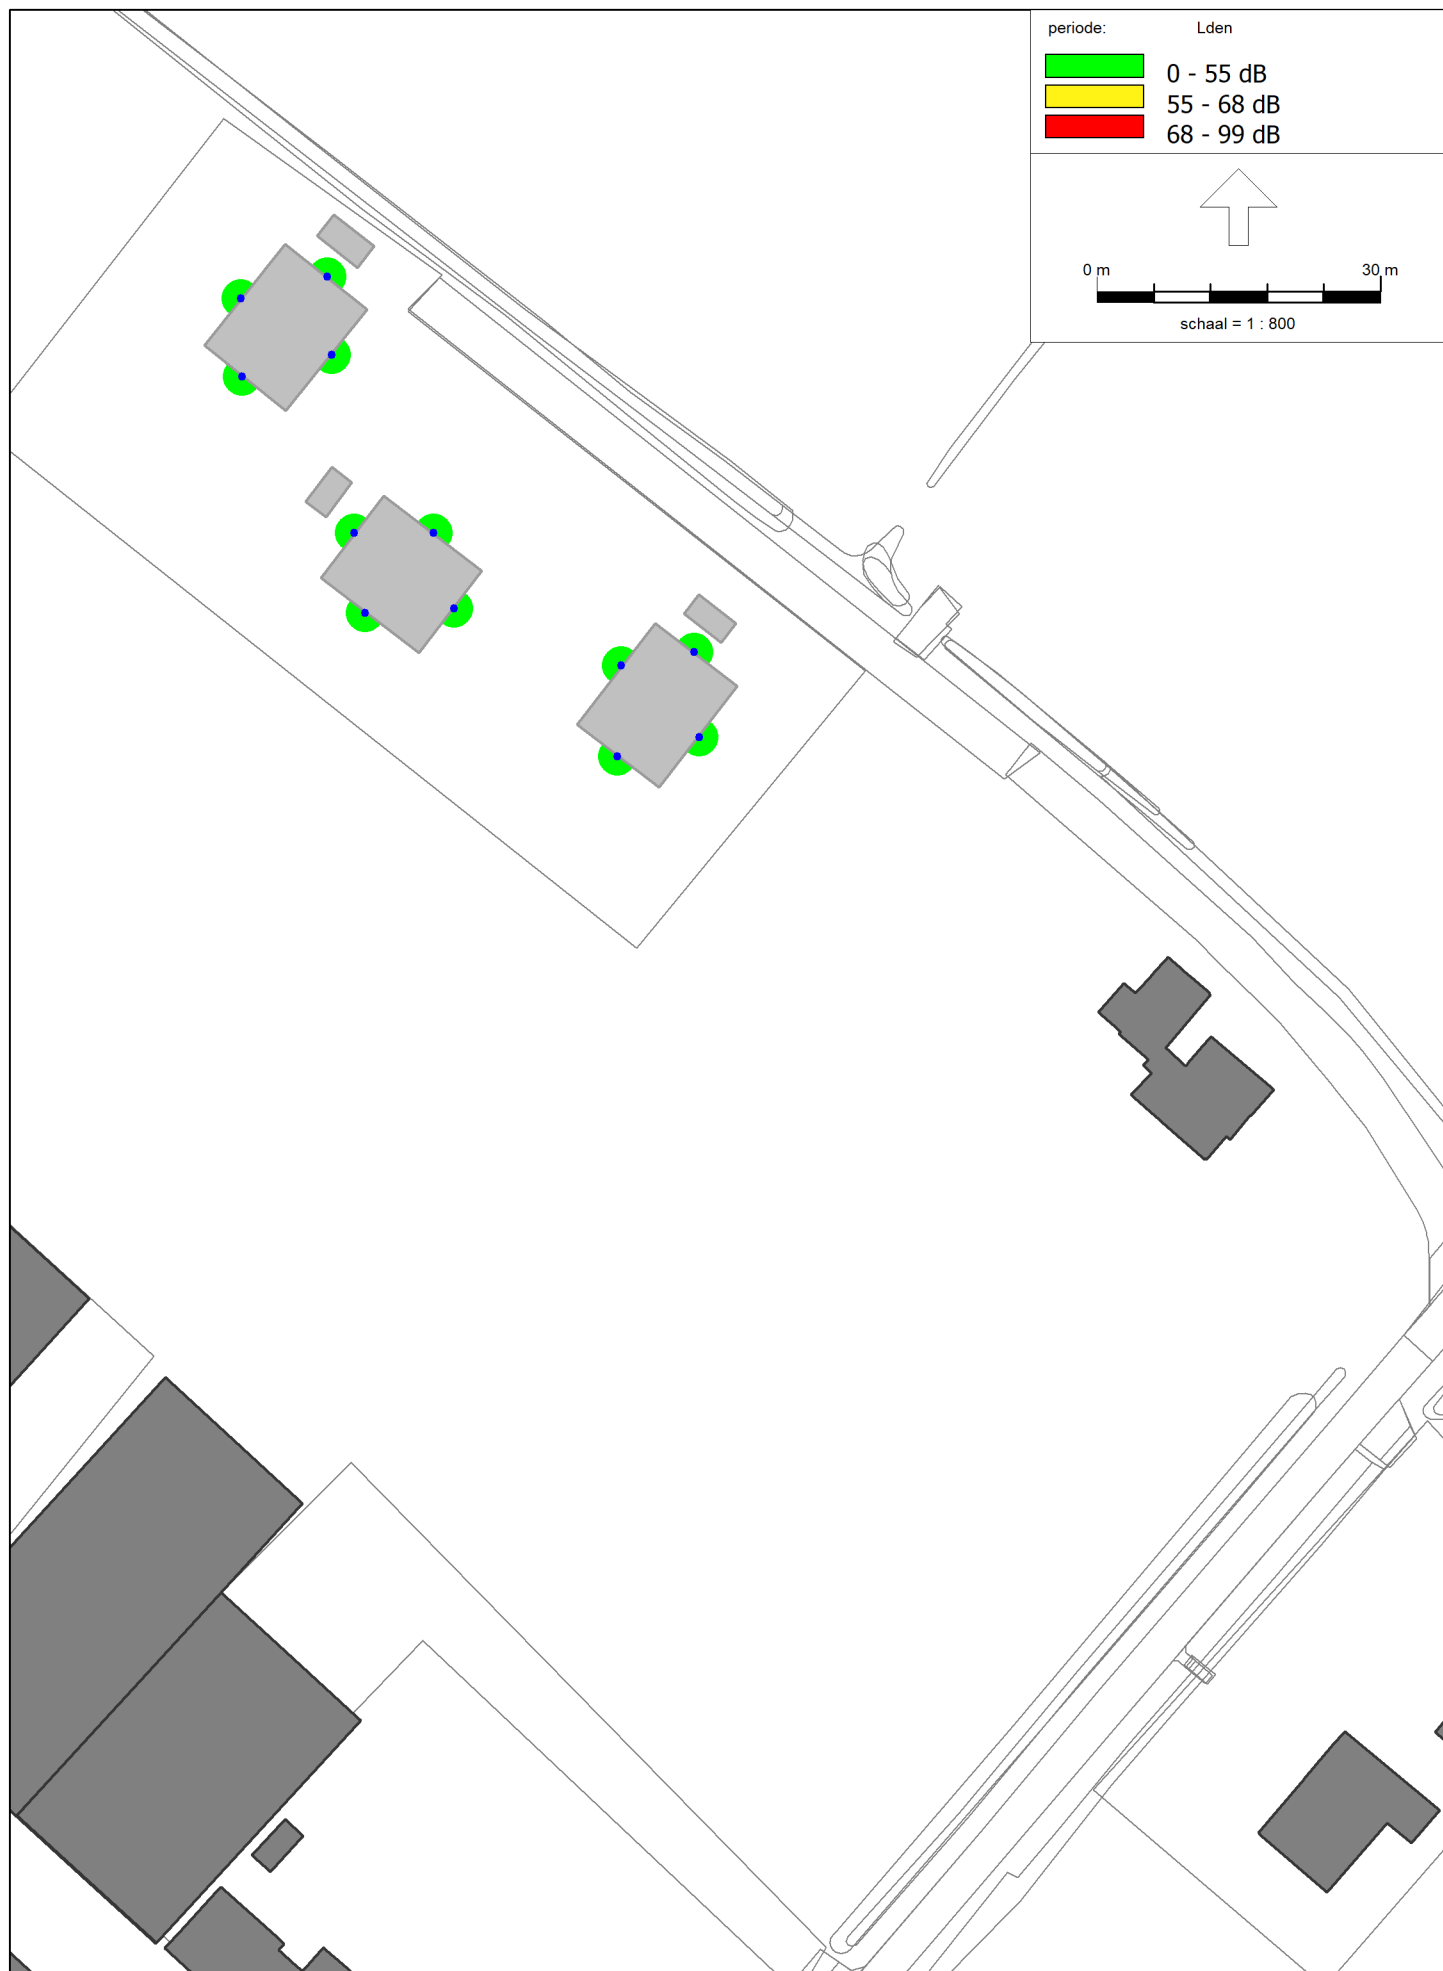 periode: Lden
0 - 55 dB
55 - 68 dB
68 - 99 dB
0 m 30 m
schaal = 1 : 800